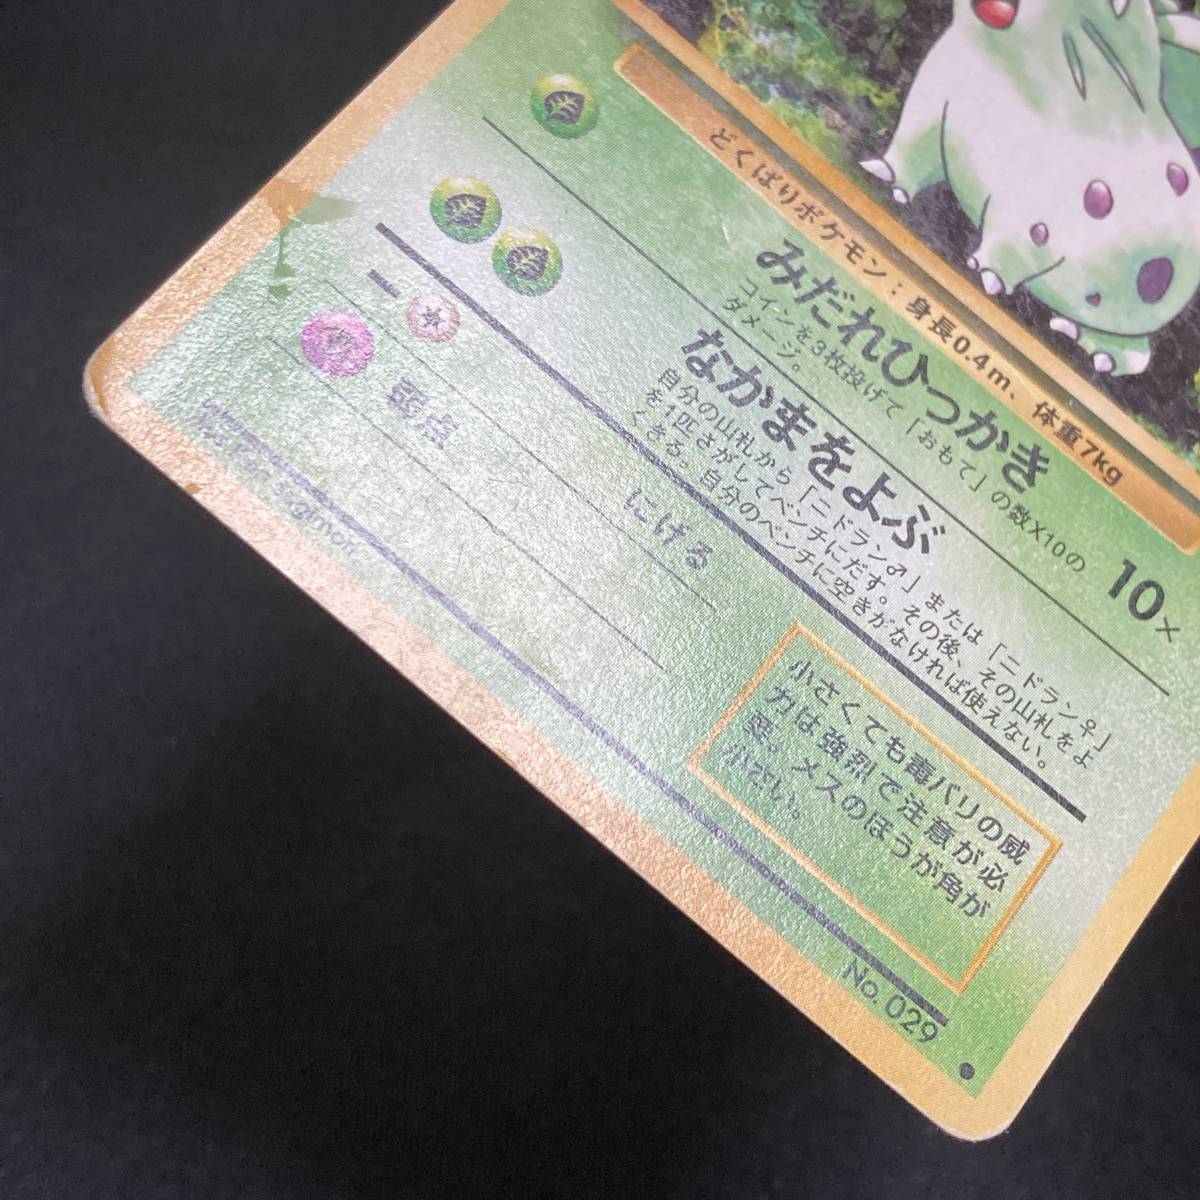 どくばりポケモン：身長0.4m、体重7kg
みだれひっかき
10×
コインを3枚投げて「おもて」の数×10の
ダメージ。
なかまをよぶ
自分の山札から「ニドラン♂」または「ニドラン♀」
を1匹さがしてベンチにだす。その後、その山札をよ
くきる。自分のベンチに空きがなければ使えない。
弱点
にげる
小さくても毒バリの威
力は強烈で注意が必
要。メスのほうが角が
小さい。
No. 029